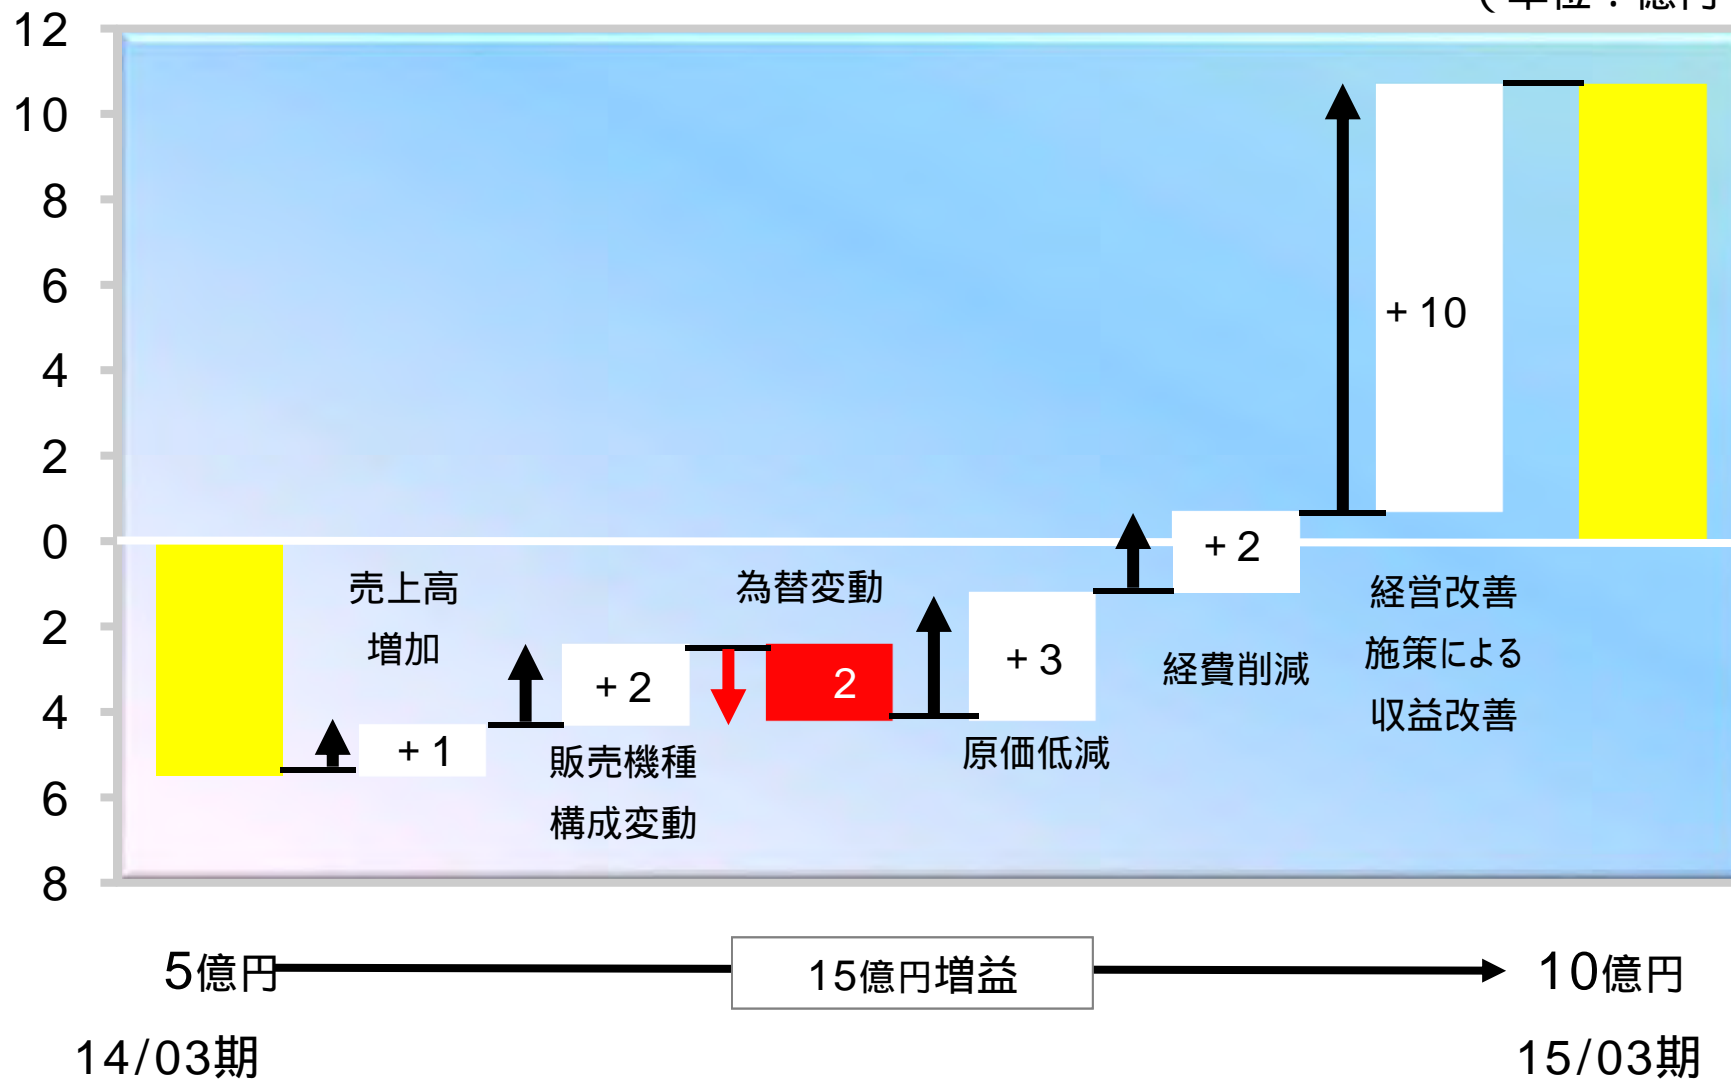 (単位：億円
12
10
8
6
4
2
0
2
4
6
8
+ 10
+ 2
+ 3
2
+ 2
+ 1
売上高
増加
販売機種
構成変動
為替変動
原価低減
経費削減
経営改善
施策による
収益改善
5億円
15億円増益
10億円
14/03期
15/03期